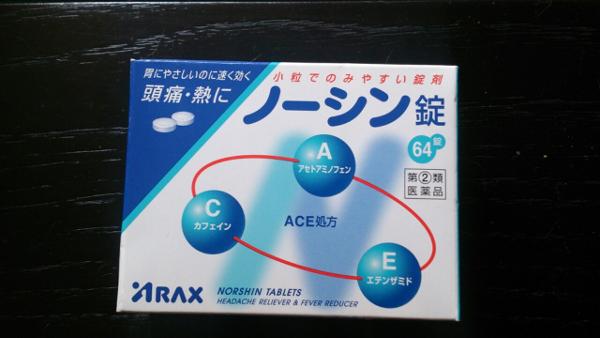 胃にやさしいのに速く効く
頭痛・熱に
小粒でのみやすい錠剤
ノーシン錠
64錠
指定②類
医薬品
A
アセトアミノフェン
C
カフェイン
ACE処方
E
エテンザミド
ARAX
NORSHIN TABLETS
HEADACHE RELIEVER & FEVER REDUCER